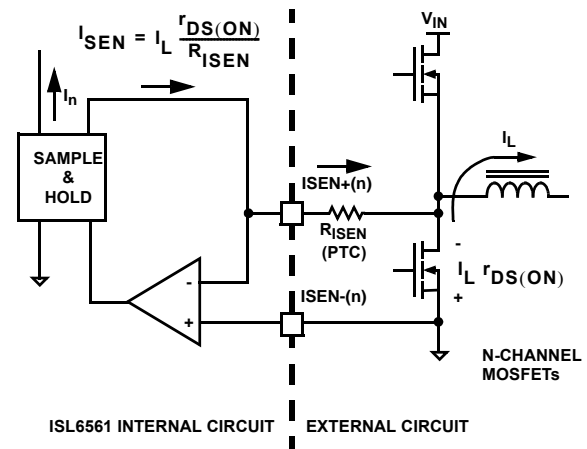 I_SEN = I_L r_DS(ON) / R_ISEN
V_IN
I_n
I_L
SAMPLE
&
HOLD
ISEN+(n)
R_ISEN
(PTC)
-
I_L r_DS(ON)
+
-
+
ISEN-(n)
N-CHANNEL
MOSFETs
ISL6561 INTERNAL CIRCUIT
EXTERNAL CIRCUIT